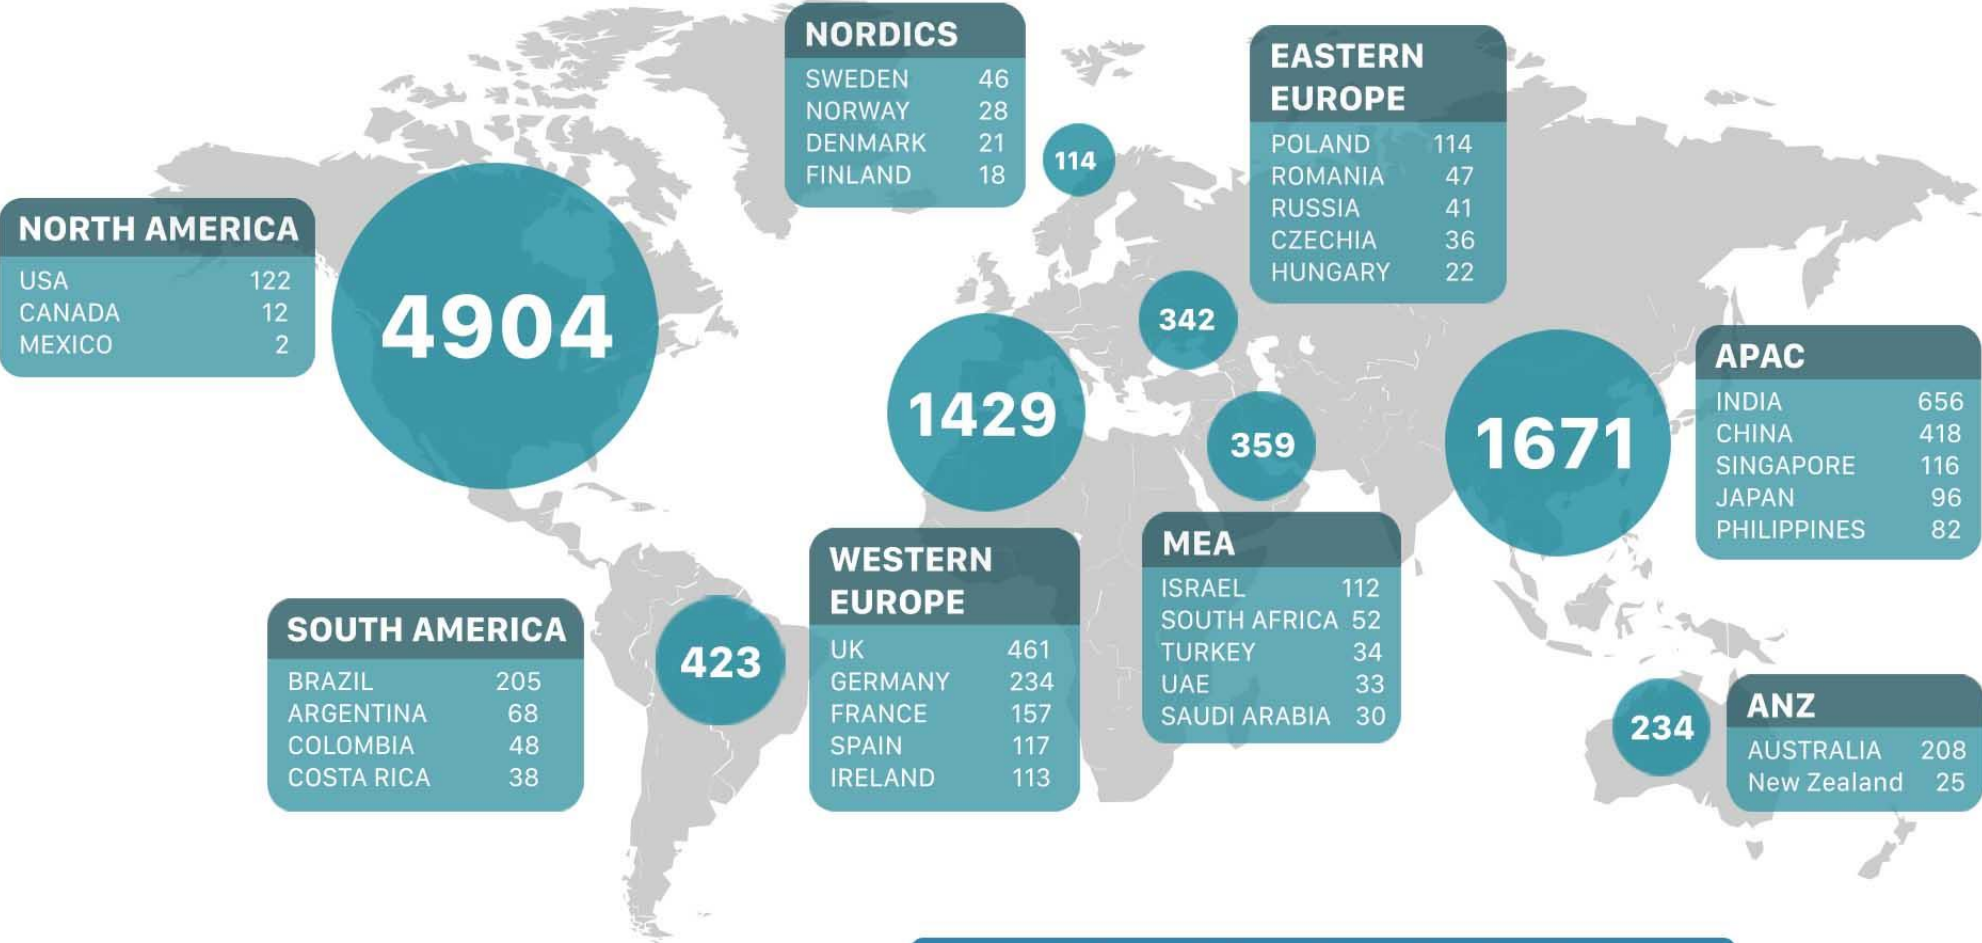 NORDICS
SWEDEN 46
NORWAY 28
DENMARK 21
FINLAND 18
114
EASTERN
EUROPE
POLAND 114
ROMANIA 47
RUSSIA 41
CZECHIA 36
HUNGARY 22
342
NORTH AMERICA
USA 122
CANADA 12
MEXICO 2
4904
1429
359
1671
APAC
INDIA 656
CHINA 418
SINGAPORE 116
JAPAN 96
PHILIPPINES 82
SOUTH AMERICA
BRAZIL 205
ARGENTINA 68
COLOMBIA 48
COSTA RICA 38
423
WESTERN
EUROPE
UK 461
GERMANY 234
FRANCE 157
SPAIN 117
IRELAND 113
MEA
ISRAEL 112
SOUTH AFRICA 52
TURKEY 34
UAE 33
SAUDI ARABIA 30
234
ANZ
AUSTRALIA 208
New Zealand 25